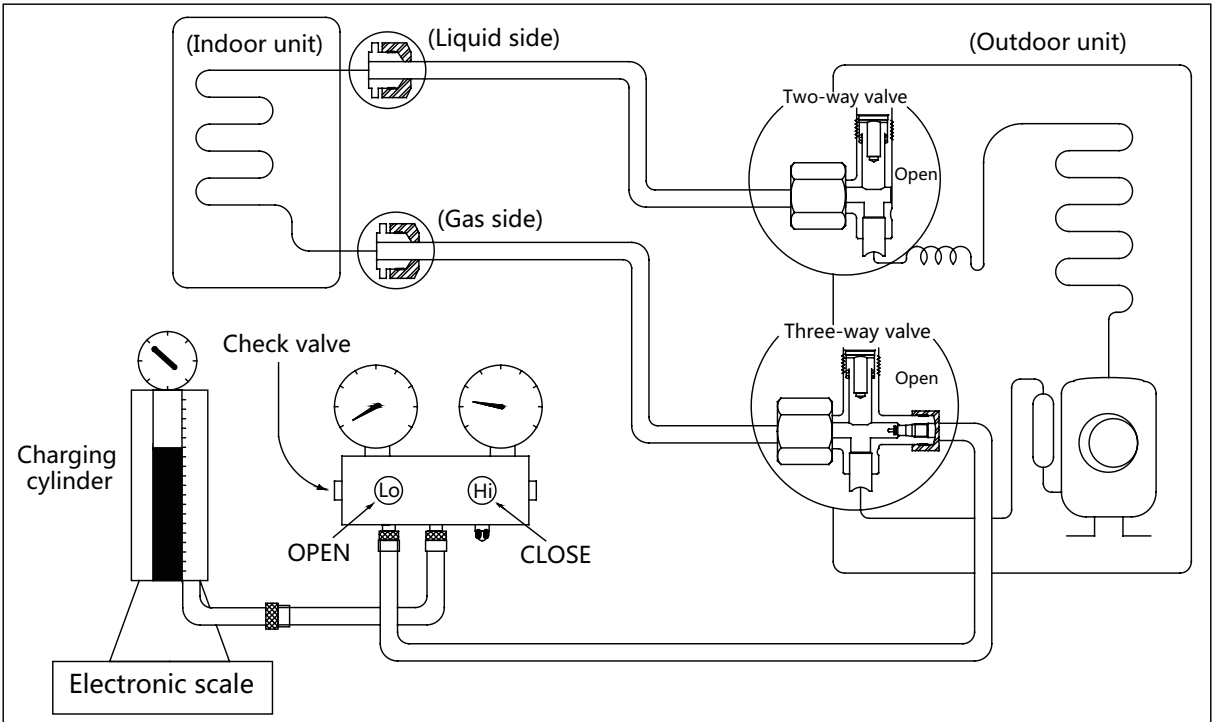 (Indoor unit)
(Liquid side)
(Outdoor unit)
Two-way valve
Open
(Gas side)
Three-way valve
Open
Check valve
Charging
cylinder
Lo
Hi
OPEN
CLOSE
Electronic scale